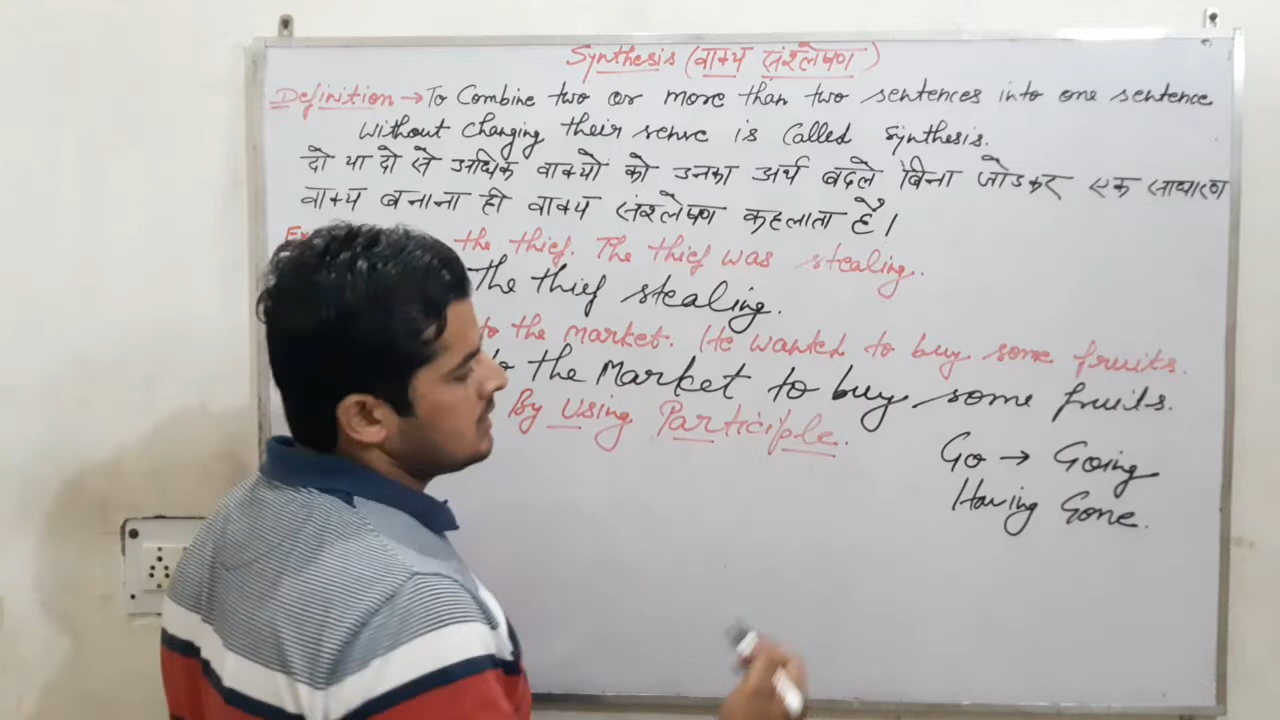 Synthesis (वाक्य संश्लेषण)
Definition → To Combine two or more than two sentences into one sentence
without changing their sense is Called Synthesis.
दो या दो से अधिक वाक्यो को उनका अर्थ बदले बिना जोडकर एक साधारण
वाक्य बनाना ही वाक्य संश्लेषण कहलाता है।
the thief. The thief was stealing.
The thief stealing.
to the market. He wanted to buy some fruits.
the Market to buy some fruits.
By Using Participle.
Go → Going
Having Gone.